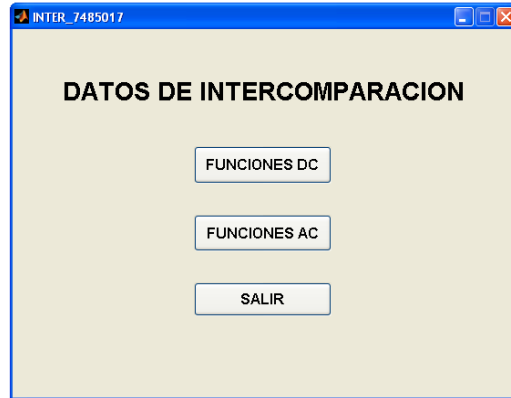 INTER_7485017
DATOS DE INTERCOMPARACION
FUNCIONES DC
FUNCIONES AC
SALIR